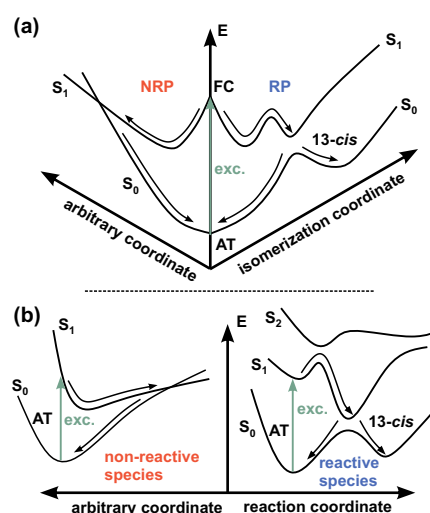 (a)
E
S1
NRP
FC
RP
S1
S0
13-cis
S0
exc.
AT
arbitrary coordinate
isomerization coordinate
(b)
E
S2
S1
S1
S0
AT
exc.
S0
AT
exc.
13-cis
non-reactive
species
reactive
species
arbitrary coordinate
reaction coordinate